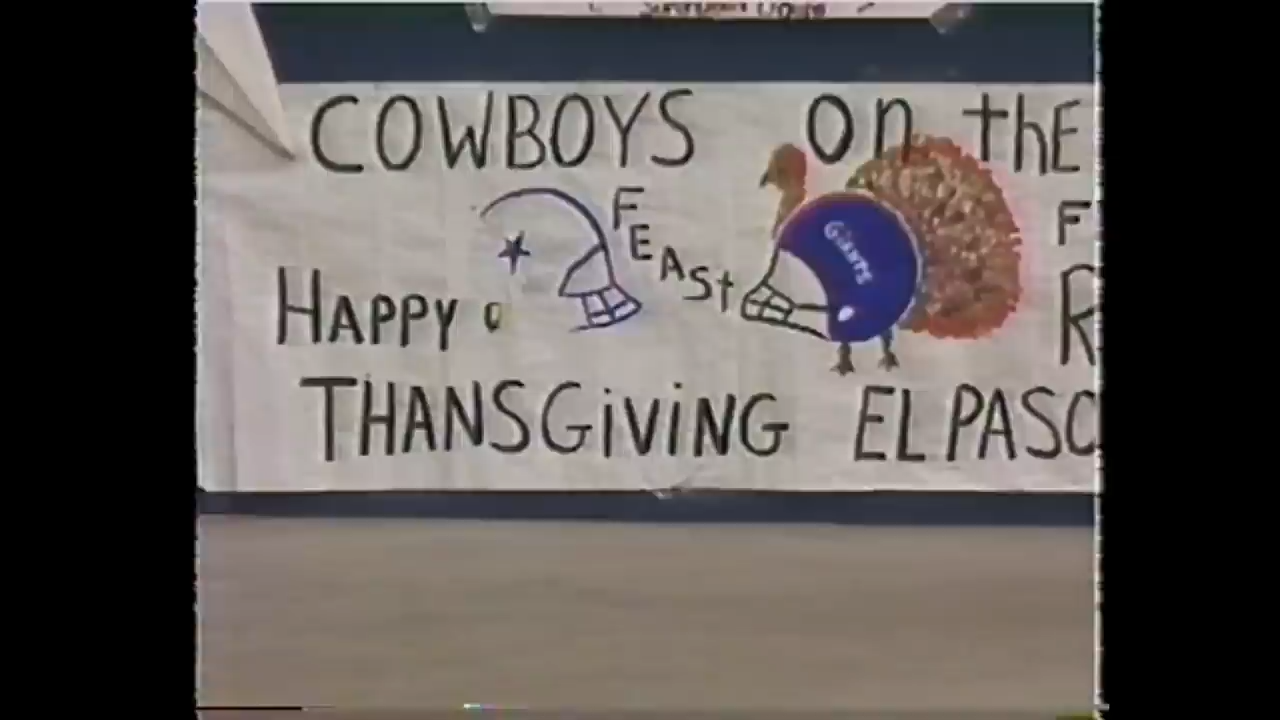 COWBOYS on thE
FEASt
GiANtS
F
HAPPY
R
THANSGiViNG EL PASO